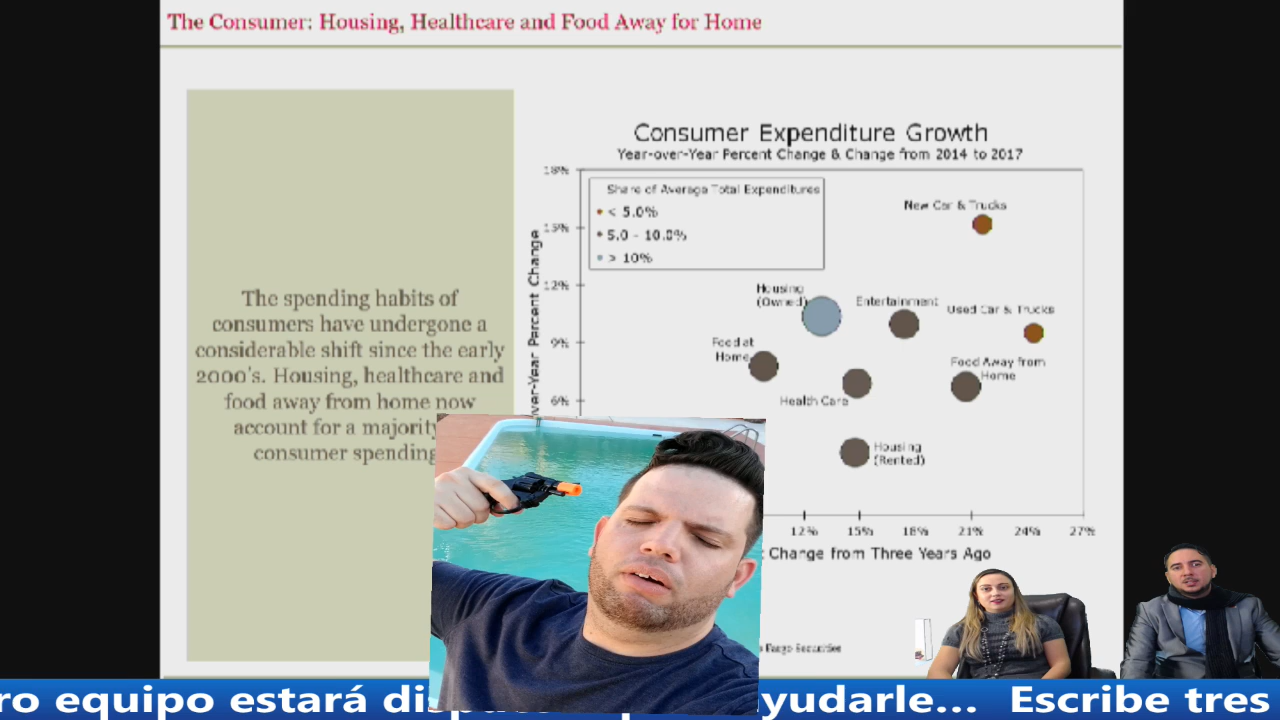 The Consumer: Housing, Healthcare and Food Away for Home
The spending habits of
consumers have undergone a
considerable shift since the early
2000's. Housing, healthcare and
food away from home now
account for a majority
consumer spending
Consumer Expenditure Growth
Year-over-Year Percent Change & Change from 2014 to 2017
18%
15%
12%
9%
6%
Percent Change
Share of Average Total Expenditures
< 5.0%
5.0 - 10.0%
> 10%
New Car & Trucks
Housing
(Owned)
Entertainment
Used Car & Trucks
Food at
Home
Food Away from
Home
Health Care
Housing
(Rented)
12%
15%
18%
21%
24%
27%
Change from Three Years Ago
Fargo Securities
equipo estará
Escribe tres